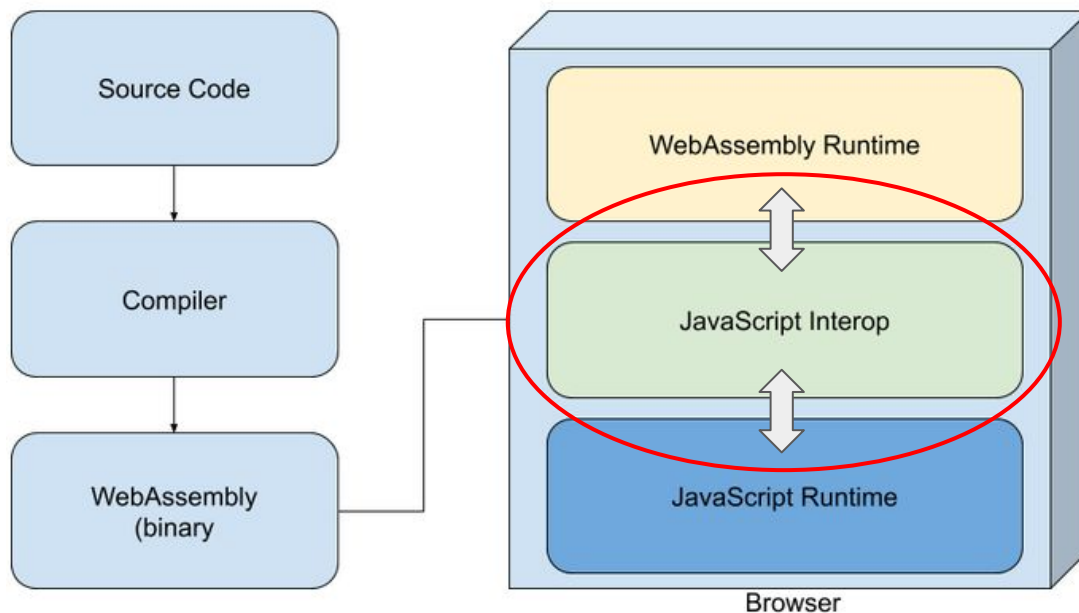 Source Code
Compiler
WebAssembly
(binary
WebAssembly Runtime
JavaScript Interop
JavaScript Runtime
Browser